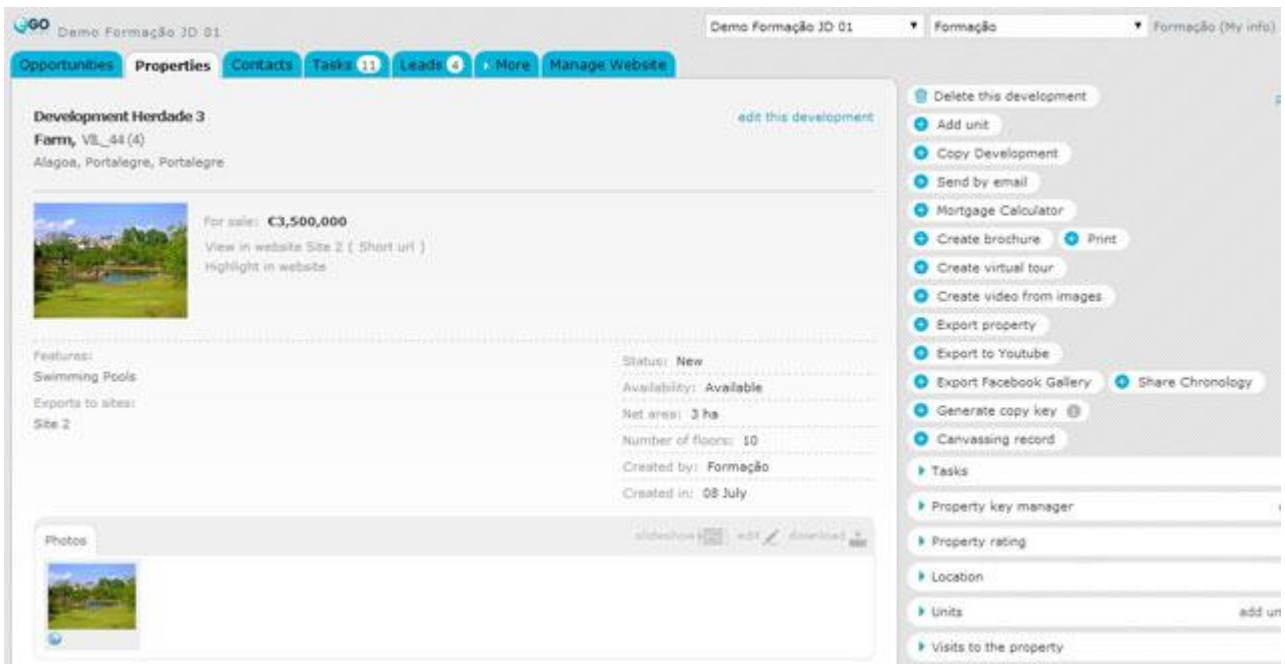 eGO Demo Formação JD 01
Demo Formação JD 01
Formação
Formação (My info)
Opportunities Properties Contacts Tasks 11 Leads 4 More Manage Website
Development Herdade 3
edit this development
Farm, VIL_44 (4)
Alagoa, Portalegre, Portalegre
For sale: €3,500,000
View in website Site 2 ( Short url )
Highlight in website
Features:
Swimming Pools
Exports to sites:
Site 2
Status: New
Availability: Available
Net area: 3 ha
Number of floors: 10
Created by: Formação
Created in: 08 July
Photos
slideshow edit download
Delete this development
Add unit
Copy Development
Send by email
Mortgage Calculator
Create brochure Print
Create virtual tour
Create video from images
Export property
Export to Youtube
Export Facebook Gallery Share Chronology
Generate copy key
Canvassing record
Tasks
Property key manager
Property rating
Location
Units
Visits to the property